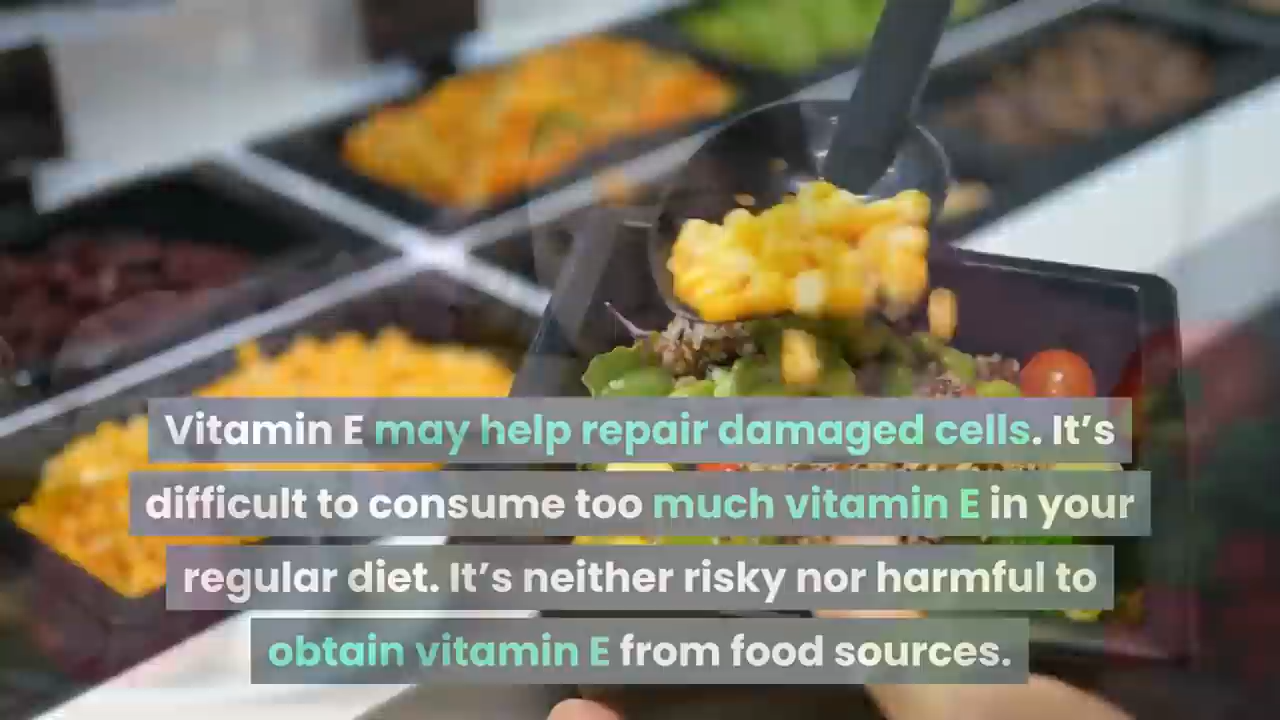 Vitamin E may help repair damaged cells. It’s
difficult to consume too much vitamin E in your
regular diet. It’s neither risky nor harmful to
obtain vitamin E from food sources.